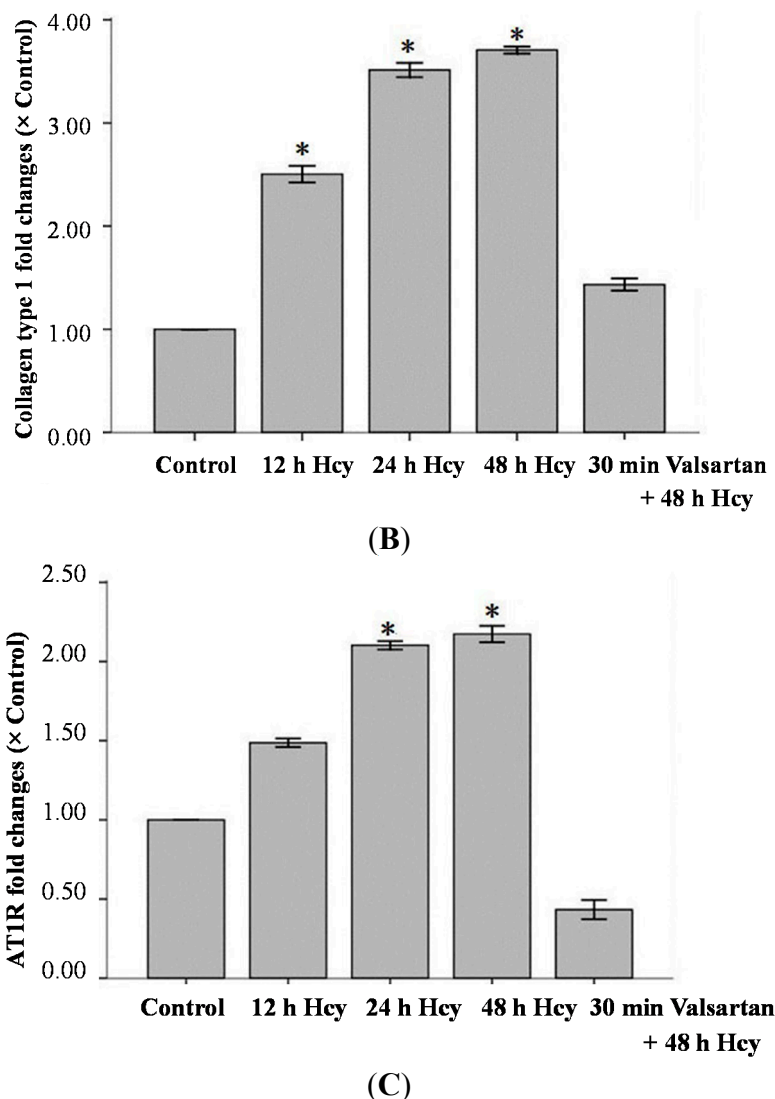 Collagen type 1 fold changes (× Control)
4.00
3.00
2.00
1.00
0.00
*
*
*
Control 12 h Hcy 24 h Hcy 48 h Hcy 30 min Valsartan
+ 48 h Hcy
(B)
AT1R fold changes (× Control)
2.50
2.00
1.50
1.00
0.50
0.00
*
*
Control 12 h Hcy 24 h Hcy 48 h Hcy 30 min Valsartan
+ 48 h Hcy
(C)